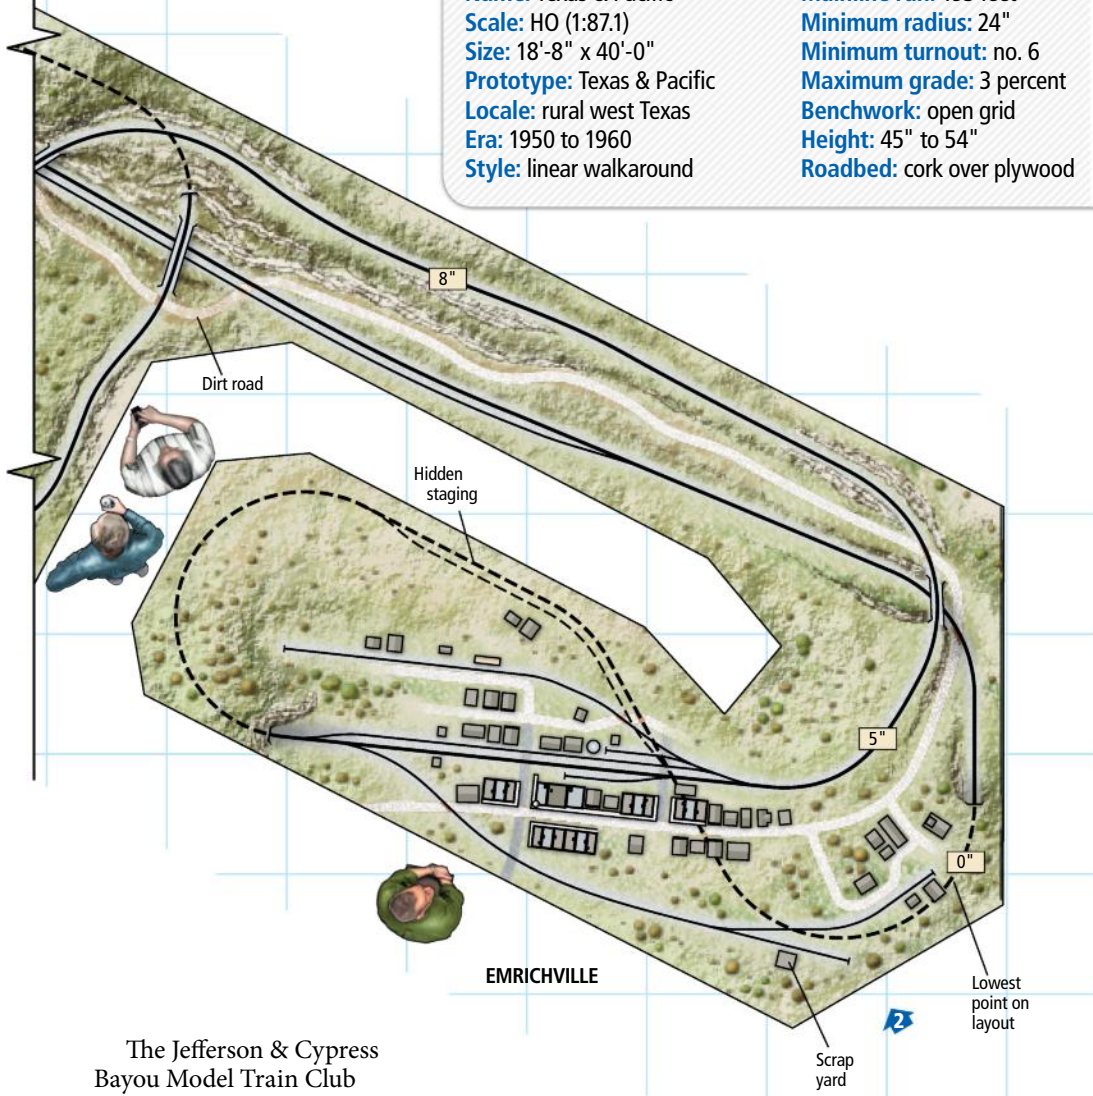 Scale: HO (1:87.1)
Size: 18'-8" x 40'-0"
Prototype: Texas & Pacific
Locale: rural west Texas
Era: 1950 to 1960
Style: linear walkaround
Minimum radius: 24"
Minimum turnout: no. 6
Maximum grade: 3 percent
Benchwork: open grid
Height: 45" to 54"
Roadbed: cork over plywood
8"
Dirt road
Hidden
staging
5"
0"
EMRICHVILLE
Lowest
point on
layout
2
Scrap
yard
The Jefferson & Cypress
Bayou Model Train Club